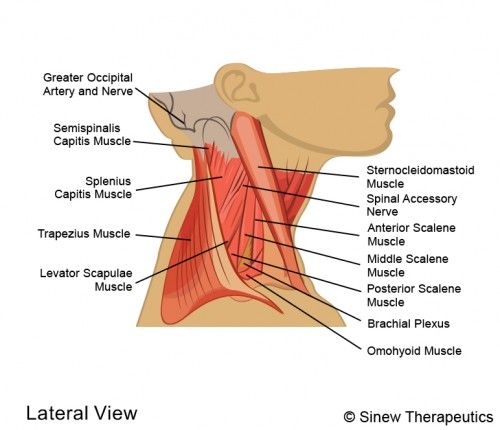 Greater Occipital
Artery and Nerve
Semispinalis
Capitis Muscle
Splenius
Capitis Muscle
Trapezius Muscle
Levator Scapulae
Muscle
Sternocleidomastoid
Muscle
Spinal Accessory
Nerve
Anterior Scalene
Muscle
Middle Scalene
Muscle
Posterior Scalene
Muscle
Brachial Plexus
Omohyoid Muscle
Lateral View
© Sinew Therapeutics